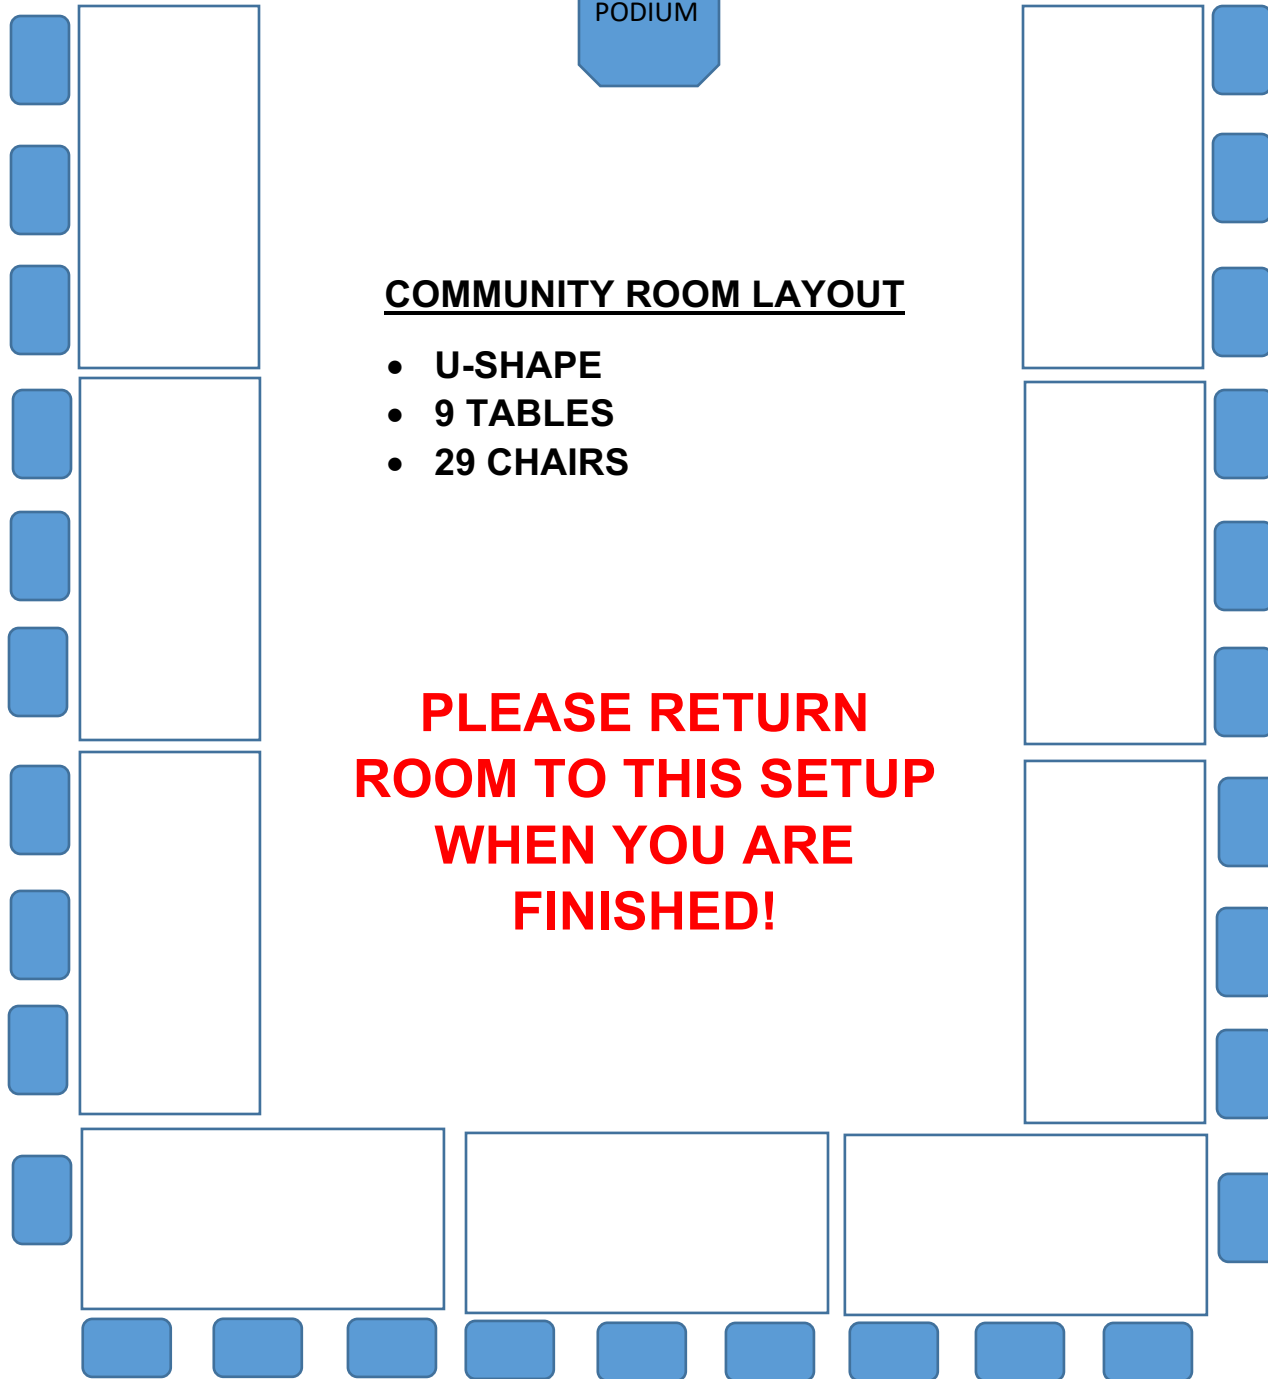 PODIUM
COMMUNITY ROOM LAYOUT
• U-SHAPE
• 9 TABLES
• 29 CHAIRS
PLEASE RETURN
ROOM TO THIS SETUP
WHEN YOU ARE
FINISHED!